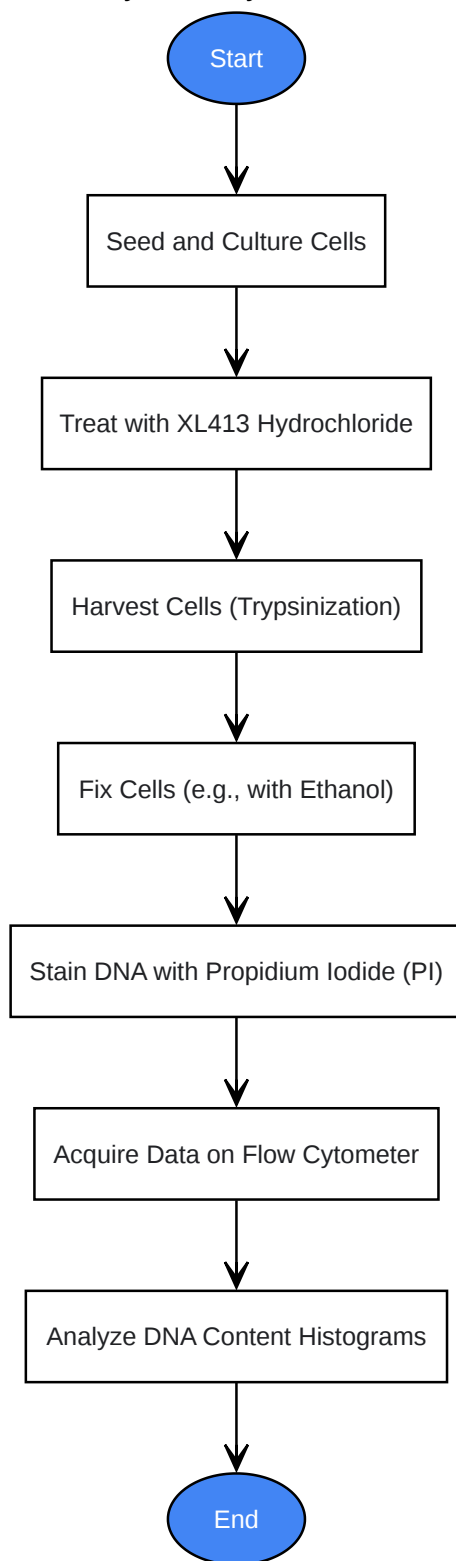 Start
Seed and Culture Cells
Treat with XL413 Hydrochloride
Harvest Cells (Trypsinization)
Fix Cells (e.g., with Ethanol)
Stain DNA with Propidium Iodide (PI)
Acquire Data on Flow Cytometer
Analyze DNA Content Histograms
End